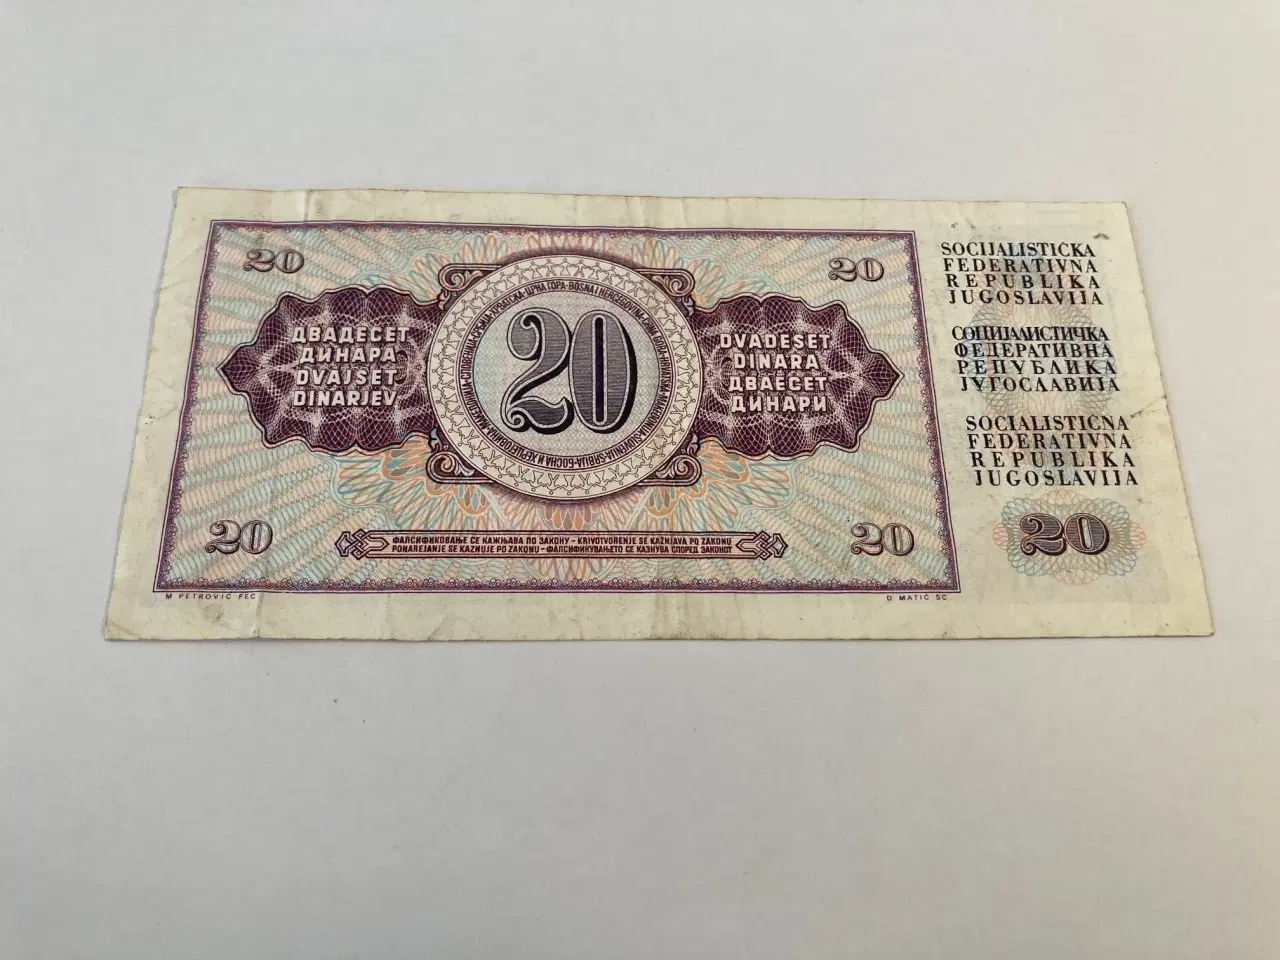 20
20
SOCIJALISTICKA
FEDERATIVNA
REPUBLIKA
JUGOSLAVIJA
СОЦИЈАЛИСТИЧКА
ФЕДЕРАТИВНА
РЕПУБЛИКА
ЈУГОСЛАВИЈА
SOCIALISTICNA
FEDERATIVNA
REPUBLIKA
JUGOSLAVIJA
20
ДВАДЕСЕТ
ДИНАРА
DVAJSET
DINARJEV
20
DVADESET
DINARA
ДВАЕСЕТ
ДИНАРИ
20
20
ФАЛСИФИКОВАЊЕ СЕ КАЖЊАВА ПО ЗАКОНУ - KRIVOTVORENJE SE KAŽNJAVA PO ZAKONU
PONAREJANJE SE KAZNUJE PO ZAKONU - ФАЛСИФИКУВАЊЕТО СЕ КАЗНУВА СПОРЕД ЗАКОНОТ
M PETROVIĆ FEC
D. MATIĆ SC